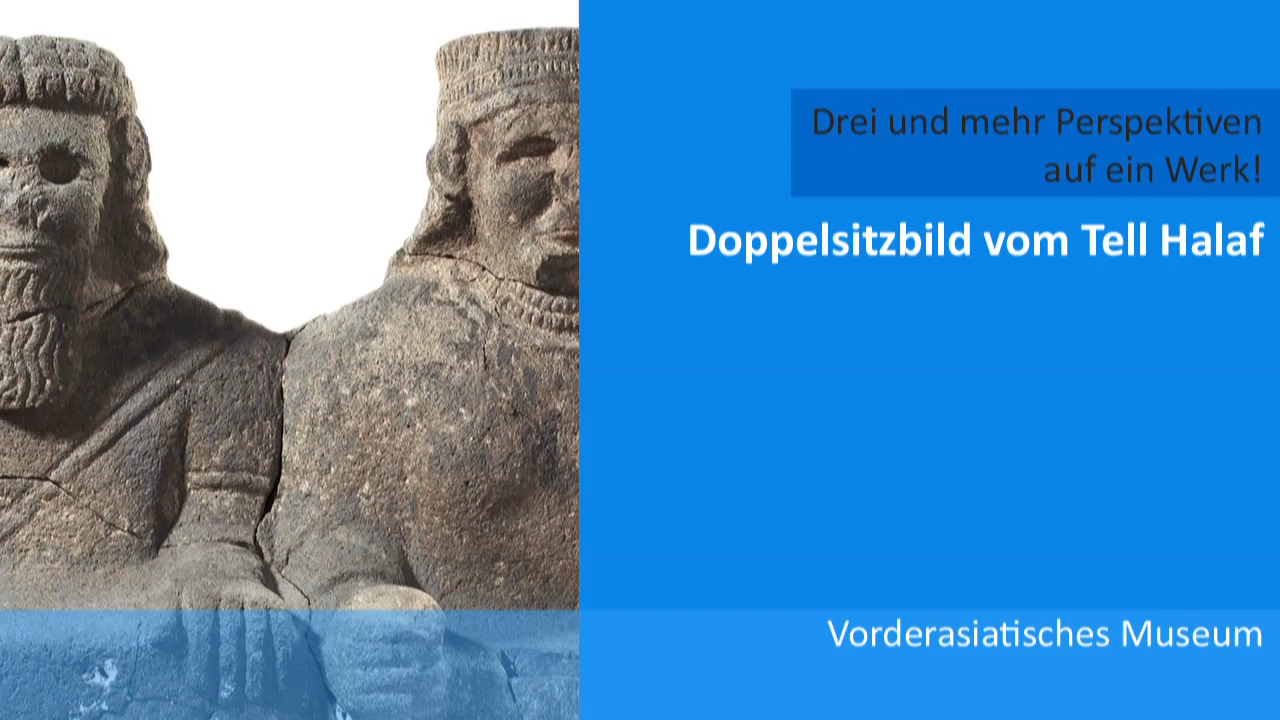 Drei und mehr Perspektiven
auf ein Werk!
Doppelsitzbild vom Tell Halaf
Vorderasiatisches Museum